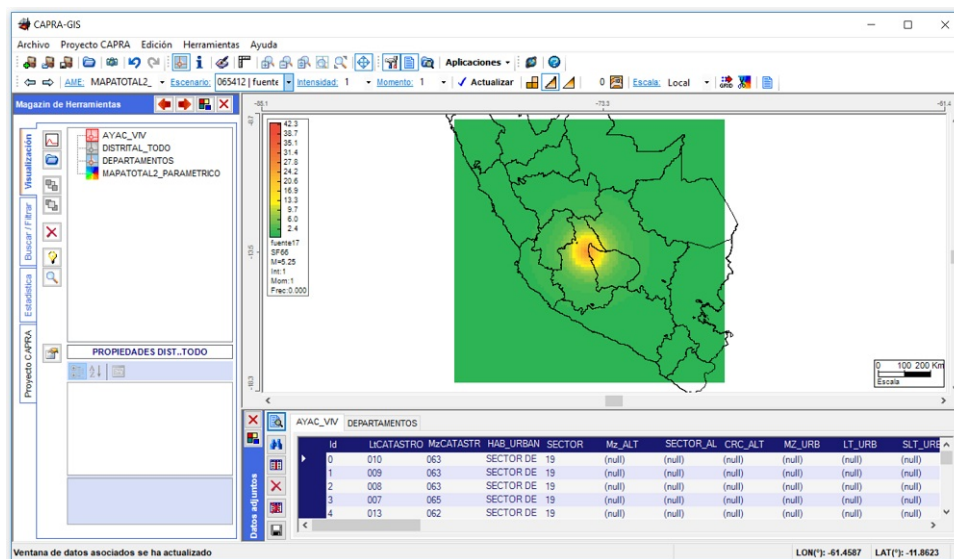 CAPRA-GIS
Archivo Proyecto CAPRA Edición Herramientas Ayuda
Aplicaciones
AME: MAPATOTAL2_ Escenario: 065412 | fuente Intensidad: 1 Momento: 1 Actualizar 0 Escala: Local GRID
Magazin de Herramientas
Visualización
Buscar / Filtrar
Estadística
Proyecto CAPRA
AYAC_VIV
DISTRITAL_TODO
DEPARTAMENTOS
MAPATOTAL2_PARAMETRICO
PROPIEDADES DIST..TODO
-85.1 -73.3 -61.4
-13.5
42.3
38.7
35.1
31.4
27.8
24.2
20.6
16.9
13.3
9.7
6.0
2.4
fuente17
SF66
M=5.25
Int:1
Mom:1
Frec:0.000
0 100 200 Km
Escala
Datos adjuntos
AYAC_VIV DEPARTAMENTOS
Id LtCATASTRO MzCATASTR HAB_URBAN SECTOR Mz_ALT SECTOR_AL CRC_ALT MZ_URB LT_URB SLT_URB
0 010 063 SECTOR DE 19 (null) (null) (null) (null) (null) (null)
1 009 063 SECTOR DE 19 (null) (null) (null) (null) (null) (null)
2 008 063 SECTOR DE 19 (null) (null) (null) (null) (null) (null)
3 007 065 SECTOR DE 19 (null) (null) (null) (null) (null) (null)
4 013 062 SECTOR DE 19 (null) (null) (null) (null) (null) (null)
Ventana de datos asociados se ha actualizado LON(°): -61.4587 LAT(°): -11.8623